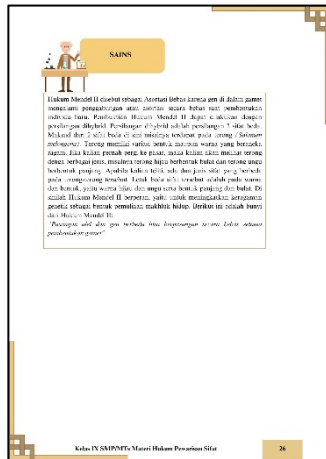 SAINS
Hukum Mendel II disebut sebagai Asortasi Bebas karena gen di dalam gamet
mengalami penggabungan atau asortasi secara bebas saat pembentukan
individu baru. Pembuktian Hukum Mendel II dapat dilakukan dengan
persilangan dihybrid. Persilangan dihybrid adalah persilangan 2 sifat beda.
Maksud dari 2 sifat beda di sini misalnya terdapat pada terong (Solanum
melongena). Terong memiliki variasi bentuk maupun warna yang beraneka
ragam. Jika kalian pernah pergi ke pasar, maka kalian akan melihat terong
dengan berbagai jenis, misalnya terong hijau berbentuk bulat dan terong ungu
berbentuk panjang. Apabila kalian teliti, ada dua jenis sifat yang berbeda
pada terong-terong tersebut. Letak beda sifat tersebut adalah pada warna
dan bentuk, yaitu warna hijau dan ungu serta bentuk panjang dan bulat. Di
sinilah Hukum Mendel II berperan, yaitu untuk meningkatkan keragaman
genetik sebagai bentuk pemuliaan makhluk hidup. Berikut ini adalah bunyi
dari Hukum Mendel II:
"Pasangan alel dan gen berbeda bisa berpasangan secara bebas selama
pembentukan gamet"
Kelas IX SMP/MTs Materi Hukum Pewarisan Sifat
26